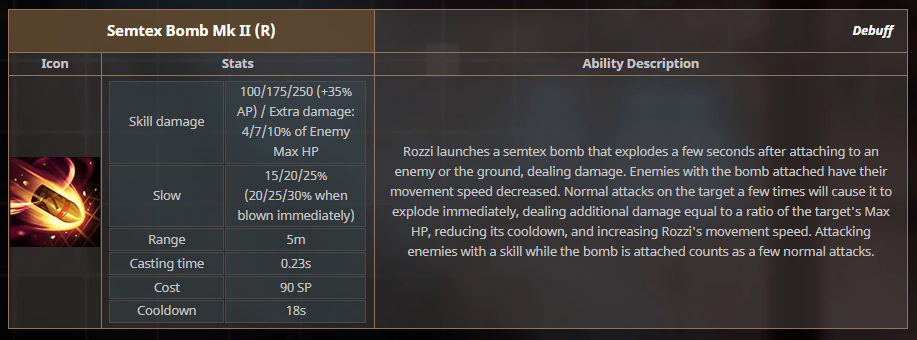 Semtex Bomb Mk II (R)
Debuff
Icon
Stats
Ability Description
Skill damage
100/175/250 (+35%
AP) / Extra damage:
4/7/10% of Enemy
Max HP
Slow
15/20/25%
(20/25/30% when
blown immediately)
Range
5m
Casting time
0.23s
Cost
90 SP
Cooldown
18s
Rozzi launches a semtex bomb that explodes a few seconds after attaching to an
enemy or the ground, dealing damage. Enemies with the bomb attached have their
movement speed decreased. Normal attacks on the target a few times will cause it to
explode immediately, dealing additional damage equal to a ratio of the target's Max
HP, reducing its cooldown, and increasing Rozzi's movement speed. Attacking
enemies with a skill while the bomb is attached counts as a few normal attacks.